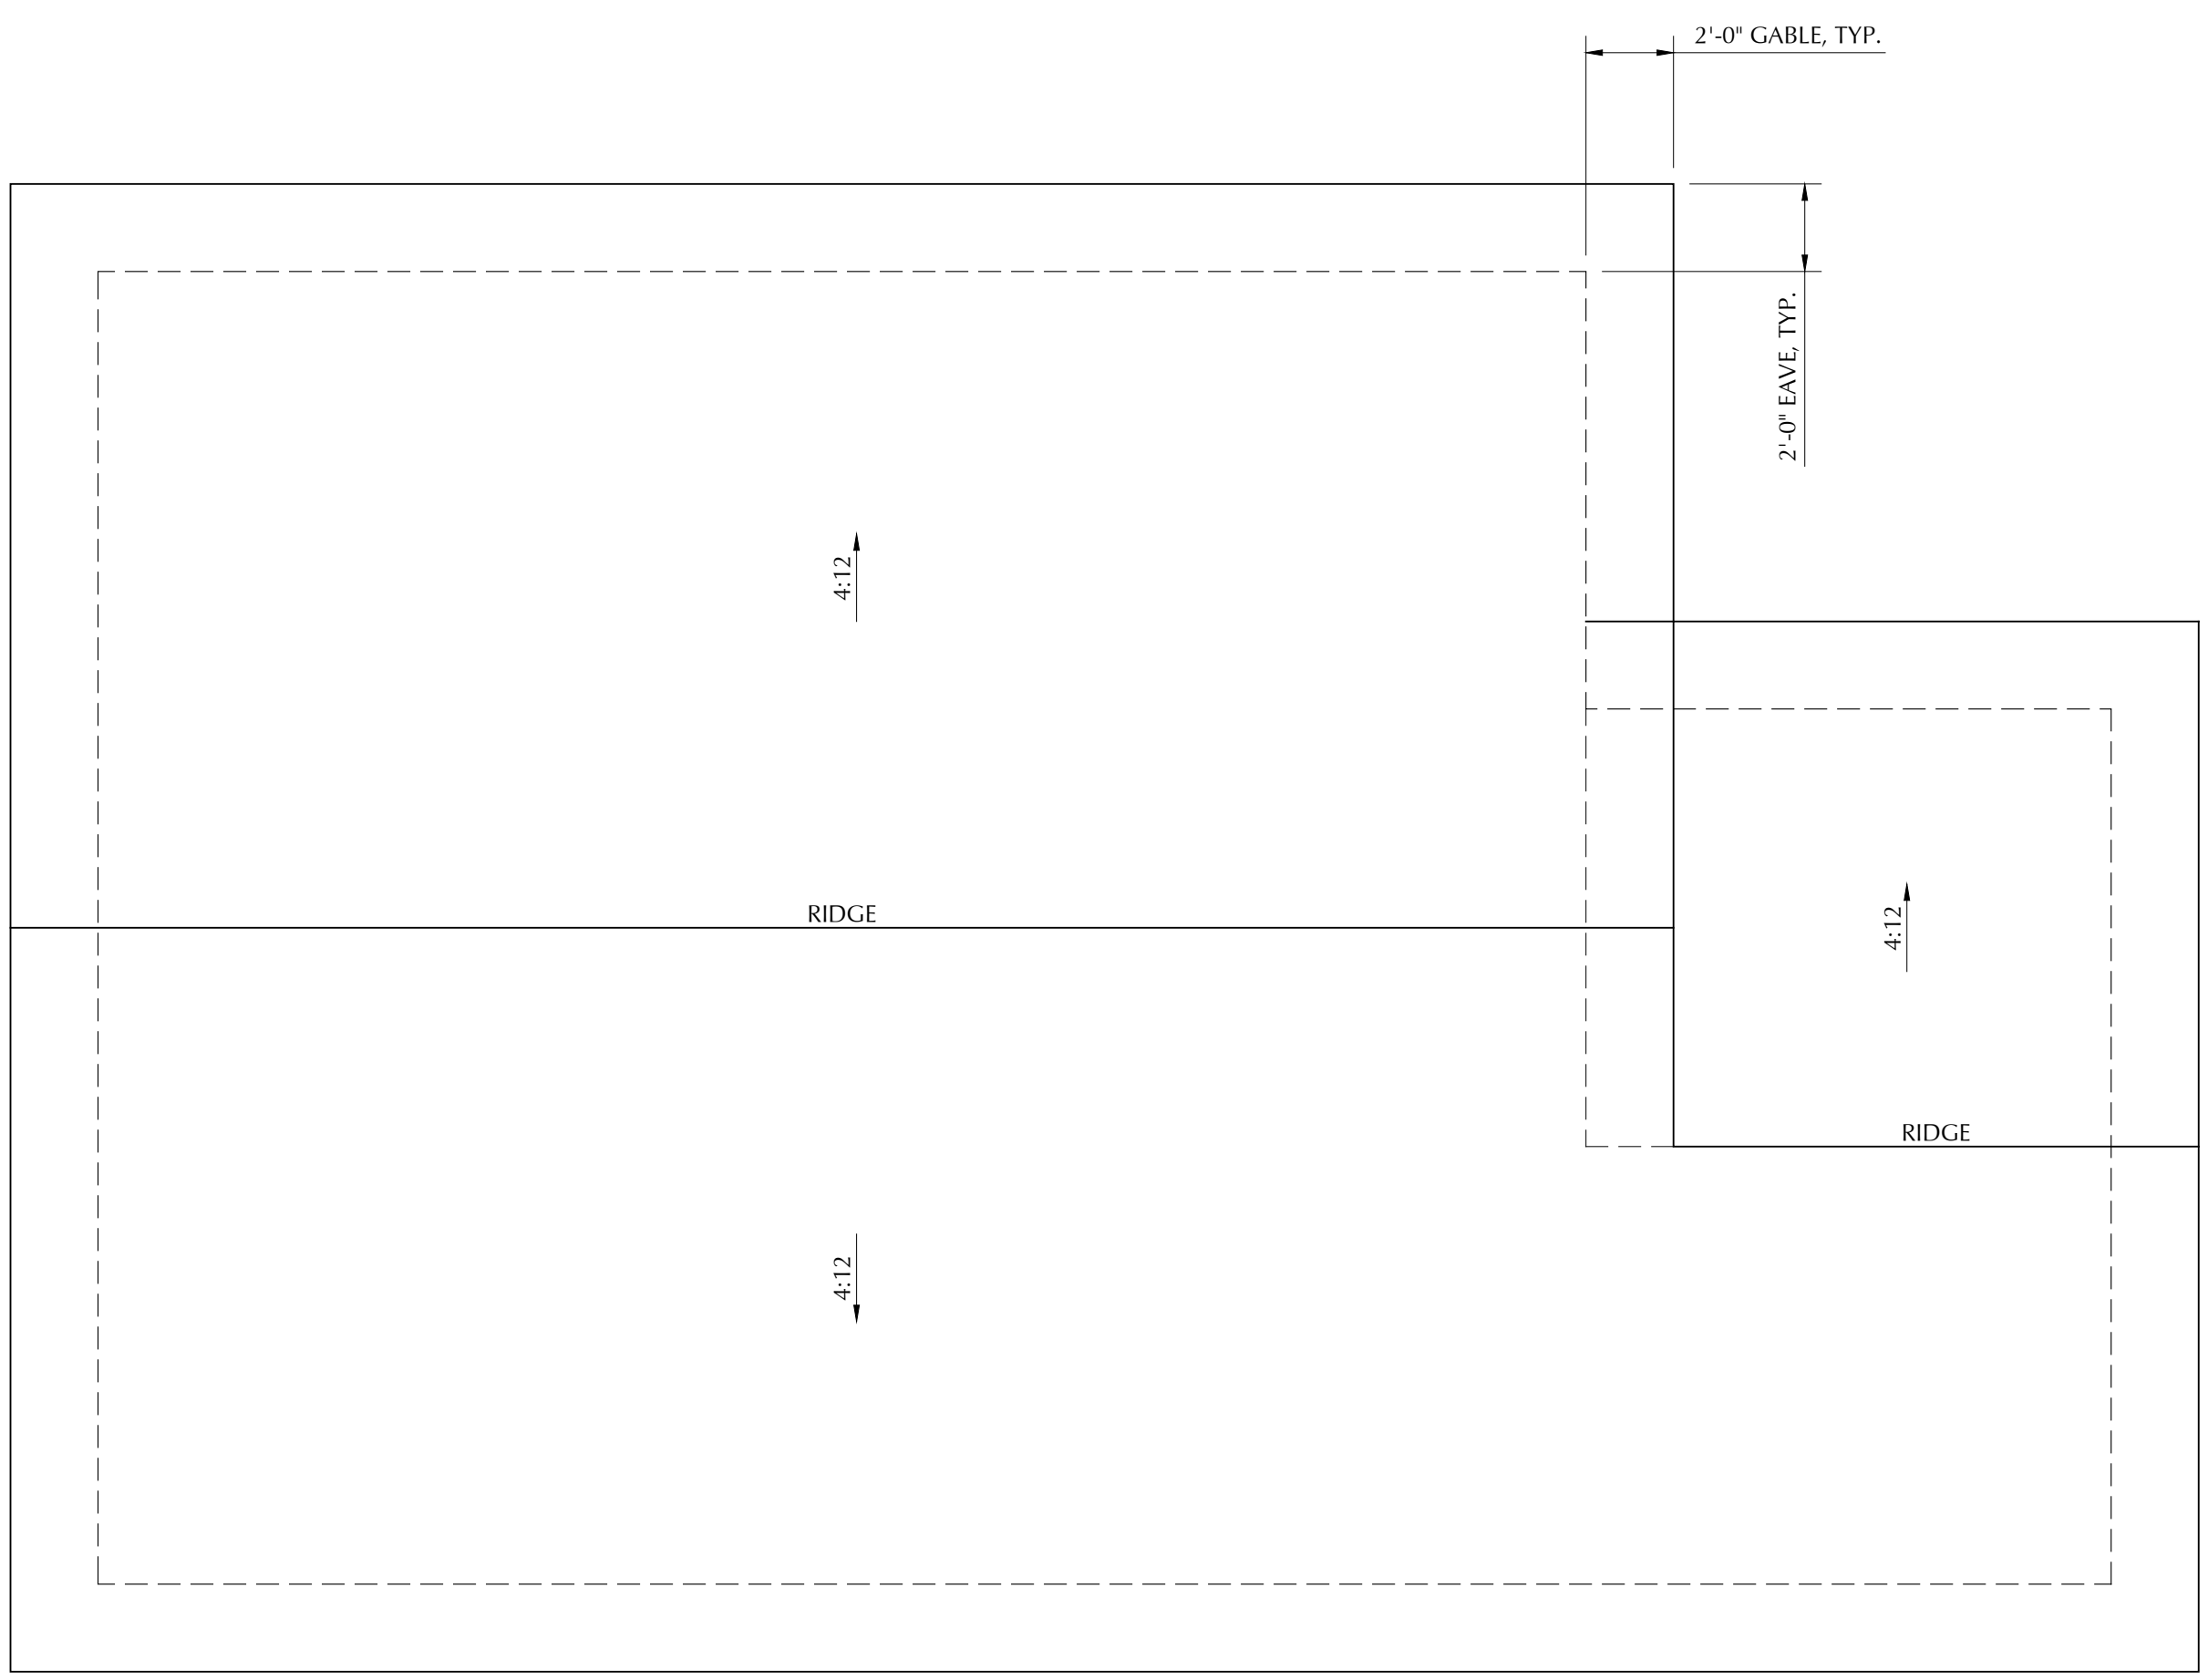 2'-0" GABLE, TYP.
2'-0" EAVE, TYP.
4:12
RIDGE
4:12
RIDGE
4:12